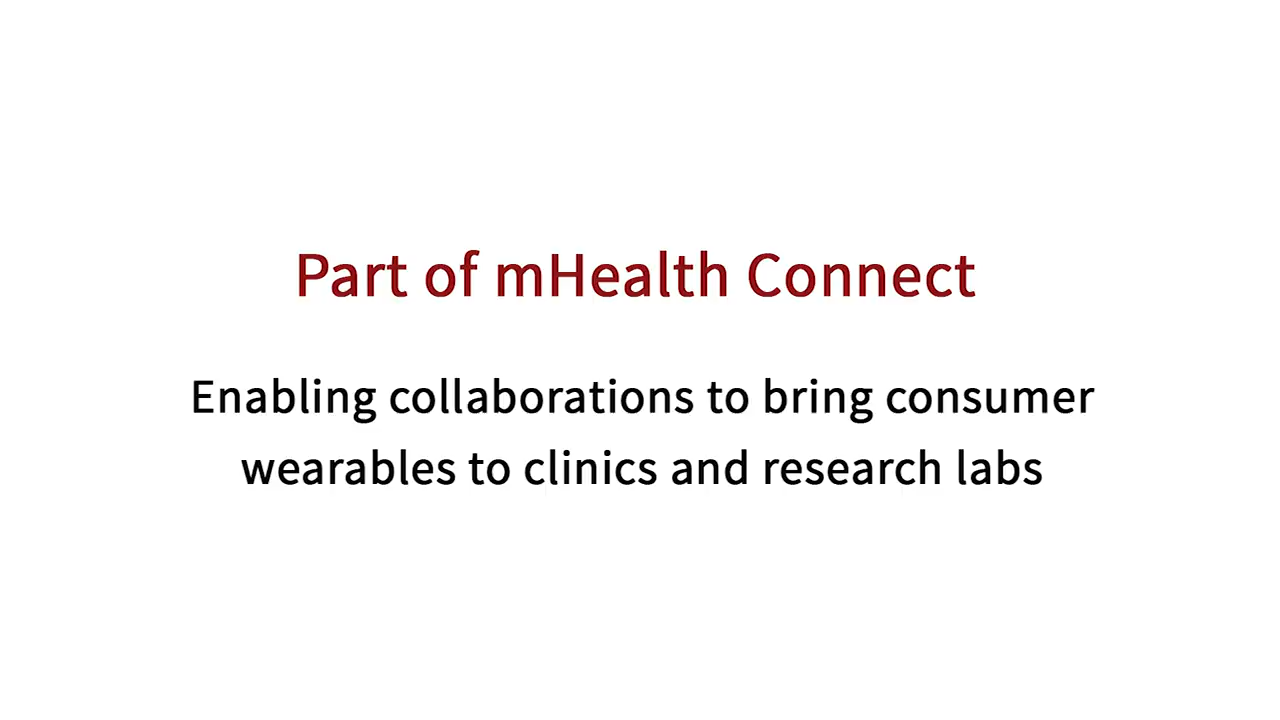 Part of mHealth Connect
Enabling collaborations to bring consumer
wearables to clinics and research labs